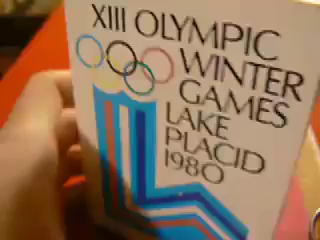 XIII OLYMPIC
WINTER
GAMES
LAKE
PLACID
1980